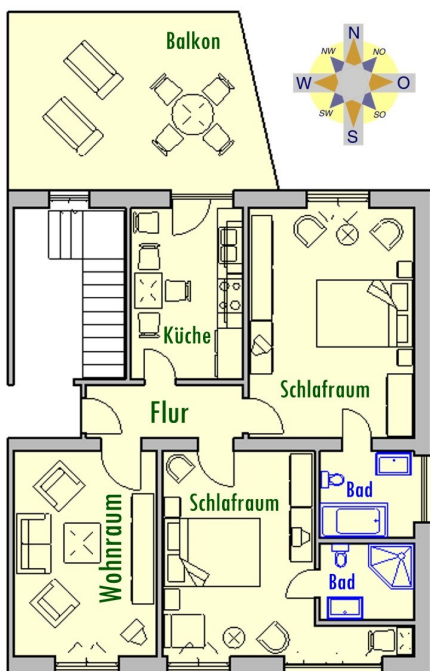 Balkon
N
NW
NO
W
O
SW
SO
S
Küche
Schlafraum
Flur
Wohnraum
Schlafraum
Bad
Bad